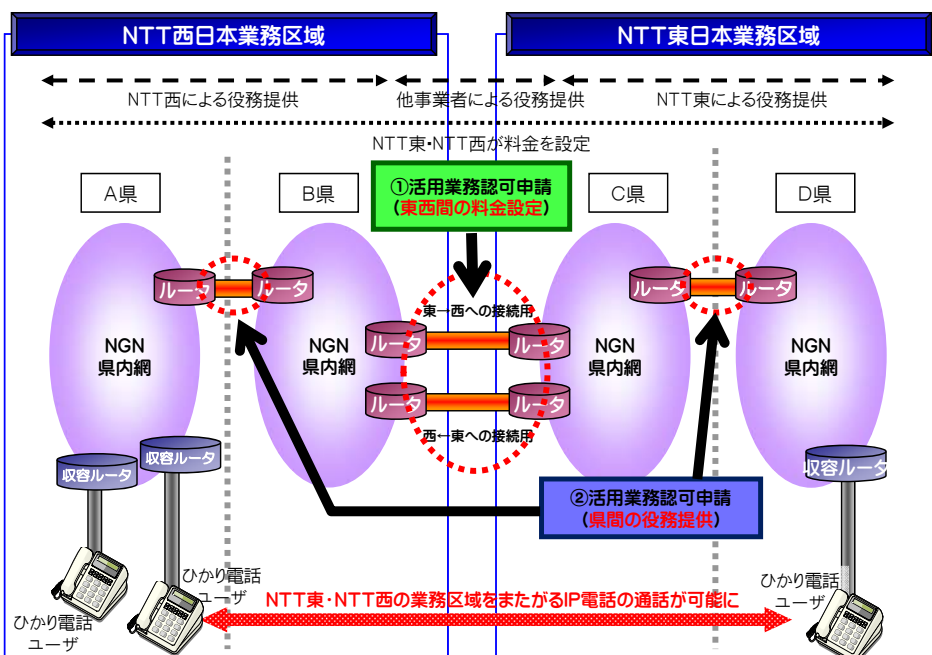 NTT西日本業務区域
NTT東日本業務区域
NTT西による役務提供
他事業者による役務提供
NTT東による役務提供
NTT東・NTT西が料金を設定
A県
B県
①活用業務認可申請
(東西間の料金設定)
C県
D県
ルータ
ルータ
ルータ
ルータ
東→西への接続用
NGN
県内網
NGN
県内網
ルータ
ルータ
NGN
県内網
NGN
県内網
ルータ
ルータ
西←東への接続用
収容ルータ
収容ルータ
収容ルータ
②活用業務認可申請
(県間の役務提供)
ひかり電話
ユーザ
ひかり電話
ユーザ
ひかり電話
ユーザ
NTT東・NTT西の業務区域をまたがるIP電話の通話が可能に